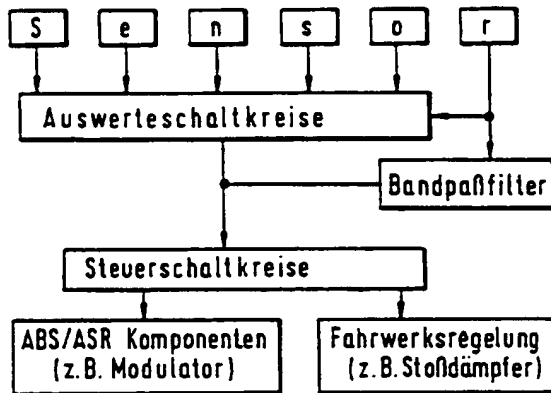 S e n s o r
Auswerteschaltkreise
Bandpaßfilter
Steuerschaltkreise
ABS/ASR Komponenten
(z.B. Modulator)
Fahrwerksregelung
(z.B. Stoßdämpfer)